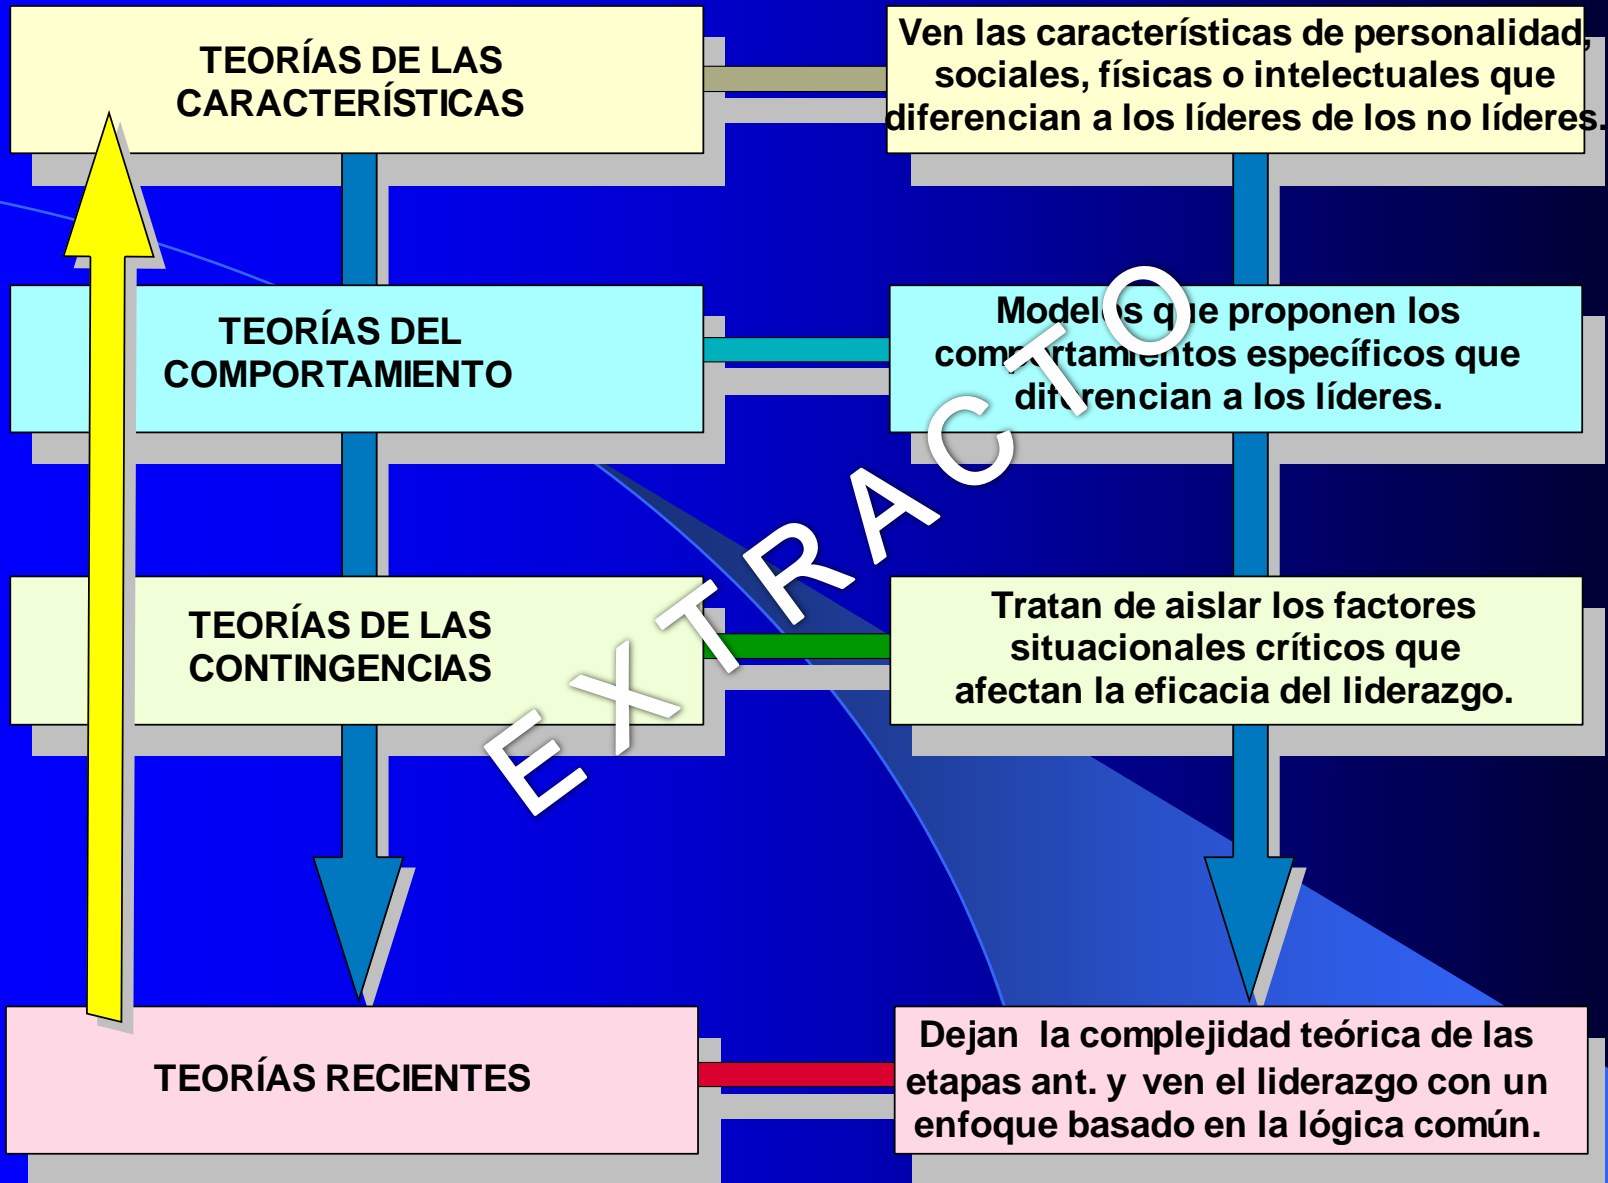 TEORÍAS DE LAS
CARACTERÍSTICAS
Ven las características de personalidad,
sociales, físicas o intelectuales que
diferencian a los líderes de los no líderes.
TEORÍAS DEL
COMPORTAMIENTO
Modelos que proponen los
comportamientos específicos que
diferencian a los líderes.
TEORÍAS DE LAS
CONTINGENCIAS
Tratan de aislar los factores
situacionales críticos que
afectan la eficacia del liderazgo.
EXTRACTO
TEORÍAS RECIENTES
Dejan la complejidad teórica de las
etapas ant. y ven el liderazgo con un
enfoque basado en la lógica común.